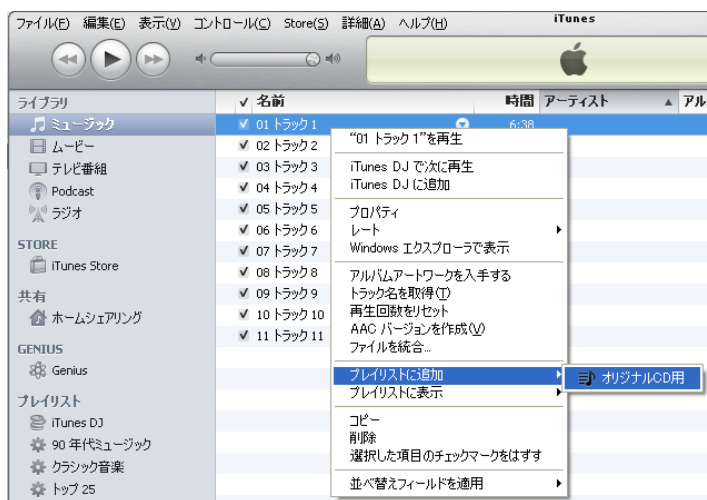 ファイル(F) 編集(E) 表示(V) コントロール(C) Store(S) 詳細(A) ヘルプ(H)
iTunes
ライブラリ
ミュージック
ムービー
テレビ番組
Podcast
ラジオ
STORE
iTunes Store
共有
ホームシェアリング
GENIUS
Genius
プレイリスト
iTunes DJ
90 年代ミュージック
クラシック音楽
トップ 25
名前 時間 アーティスト アル
01 トラック 1 6:38
02 トラック 2
03 トラック 3
04 トラック 4
05 トラック 5
06 トラック 6
07 トラック 7
08 トラック 8
09 トラック 9
10 トラック 10
11 トラック 11
"01 トラック 1"を再生
iTunes DJ で次に再生
iTunes DJ に追加
プロパティ
レート
Windows エクスプローラで表示
アルバムアートワークを入手する
トラック名を取得(T)
再生回数をリセット
AAC バージョンを作成(V)
ファイルを統合...
プレイリストに追加
プレイリストに表示
コピー
削除
選択した項目のチェックマークをはずす
並べ替えフィールドを適用
オリジナルCD用